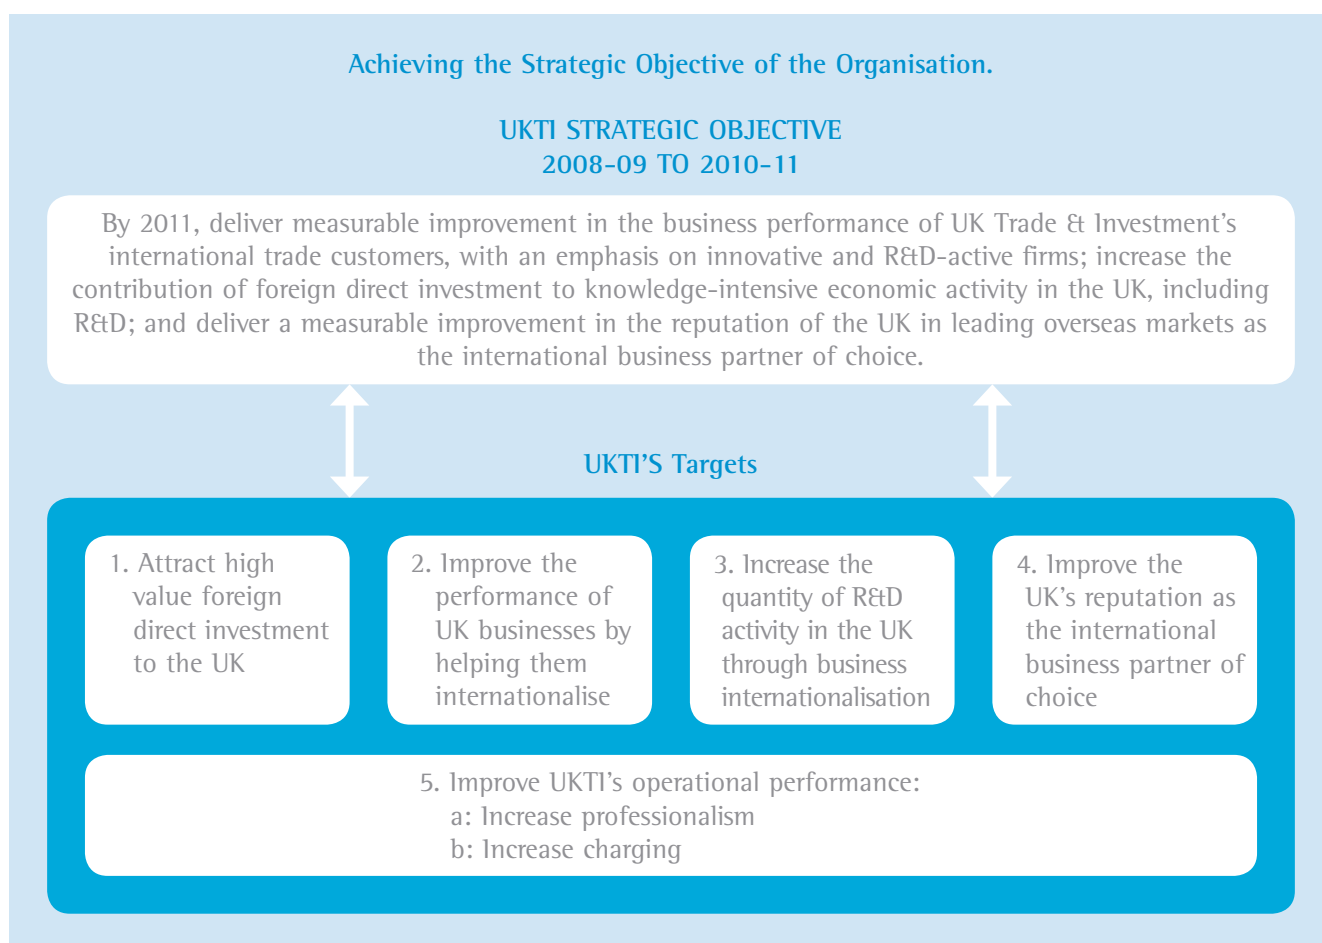 Achieving the Strategic Objective of the Organisation.
UKTI STRATEGIC OBJECTIVE
2008-09 TO 2010-11
By 2011, deliver measurable improvement in the business performance of UK Trade & Investment's
international trade customers, with an emphasis on innovative and R&D-active firms; increase the
contribution of foreign direct investment to knowledge-intensive economic activity in the UK, including
R&D; and deliver a measurable improvement in the reputation of the UK in leading overseas markets as
the international business partner of choice.
UKTI'S Targets
1. Attract high
value foreign
direct investment
to the UK
2. Improve the
performance of
UK businesses by
helping them
internationalise
3. Increase the
quantity of R&D
activity in the UK
through business
internationalisation
4. Improve the
UK's reputation as
the international
business partner of
choice
5. Improve UKTI's operational performance:
a: Increase professionalism
b: Increase charging